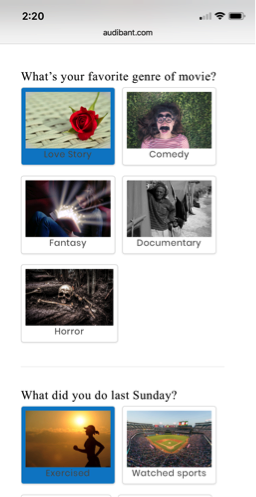 2:20
audibant.com
What's your favorite genre of movie?
Love Story
Comedy
Fantasy
Documentary
Horror
What did you do last Sunday?
Exercised
Watched sports